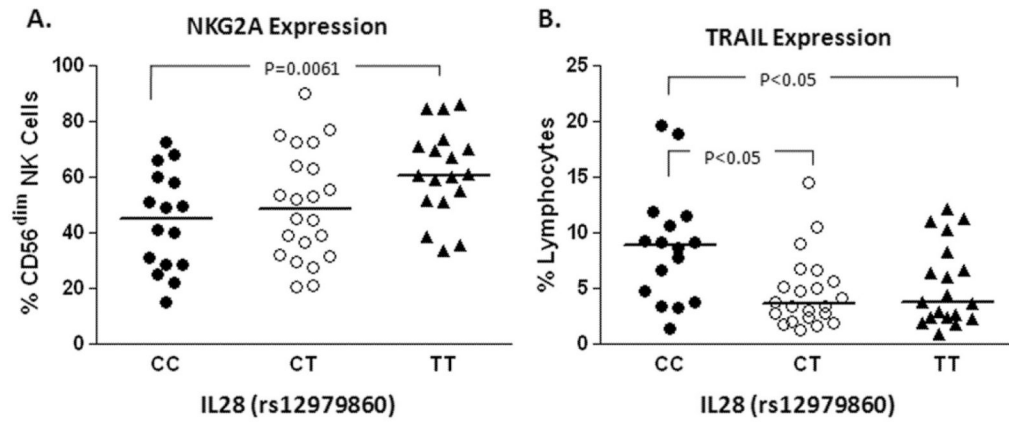 A.
NKG2A Expression
100
80
60
40
20
0
% CD56dim NK Cells
P=0.0061
CC
CT
TT
IL28 (rs12979860)
B.
TRAIL Expression
25
20
15
10
5
0
% Lymphocytes
P<0.05
P<0.05
CC
CT
TT
IL28 (rs12979860)